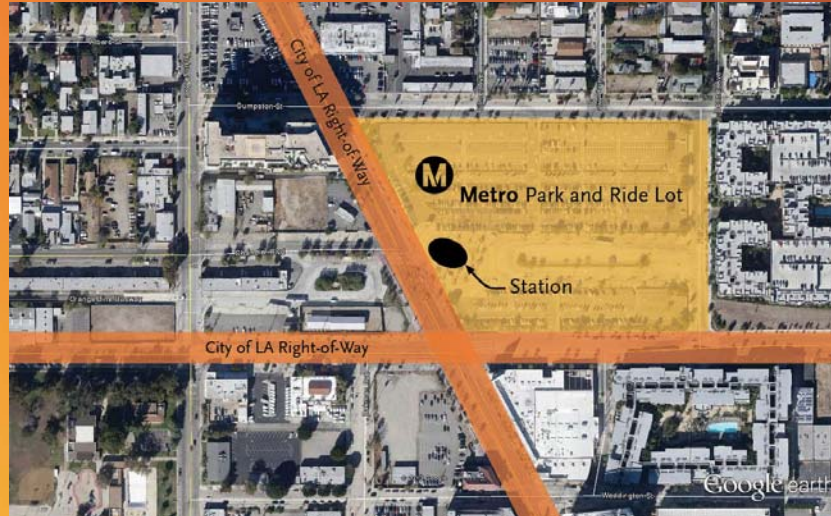 Cumpston St
City of LA Right-of-Way
M
Metro Park and Ride Lot
Station
City of LA Right-of-Way
Weddington St
Google earth